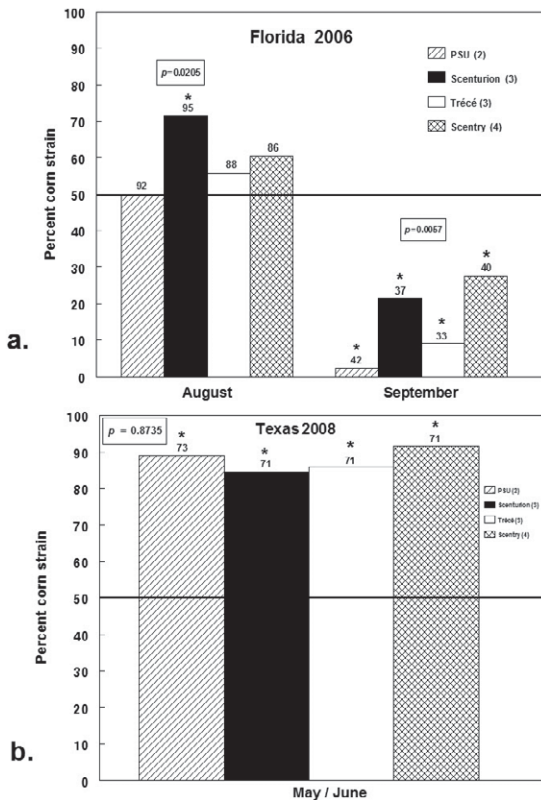 a.
Florida 2006
Percent corn strain
100
90
80
70
60
50
40
30
20
10
0
PSU (2)
Scenturion (3)
Trécé (3)
Scentry (4)
p=0.0205
92
*
95
88
86
p=0.0057
*
42
*
37
*
33
*
40
August
September
b.
Texas 2008
Percent corn strain
100
90
80
70
60
50
40
30
20
10
0
p = 0.8735
PSU (2)
Scenturion (3)
Trécé (3)
Scentry (4)
*
73
*
71
*
71
*
71
May / June